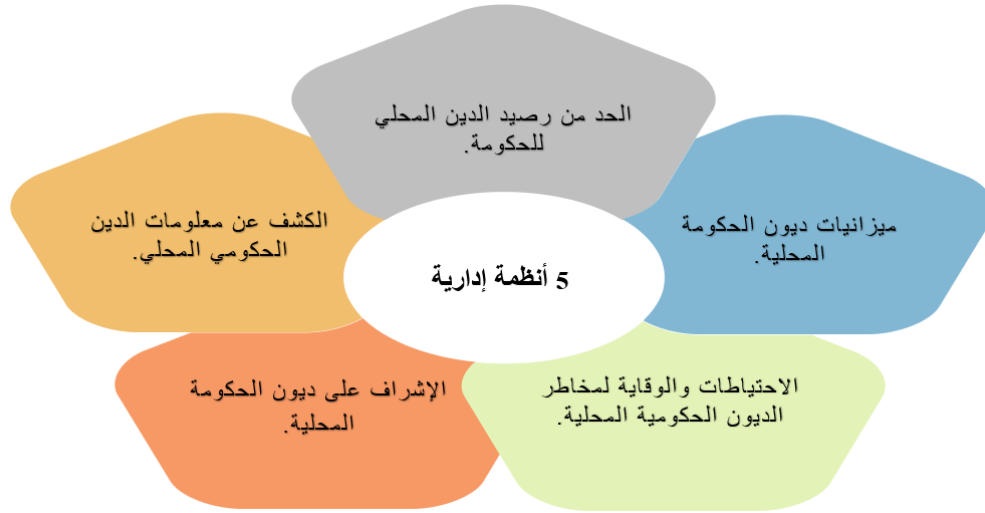 الحد من رصيد الدين المحلي
للحكومة.
ميزانيات ديون الحكومة
المحلية.
الكشف عن معلومات الدين
الحكومي المحلي.
5 أنظمة إدارية
الاحتياطات والوقاية لمخاطر
الديون الحكومية المحلية.
الإشراف على ديون الحكومة
المحلية.